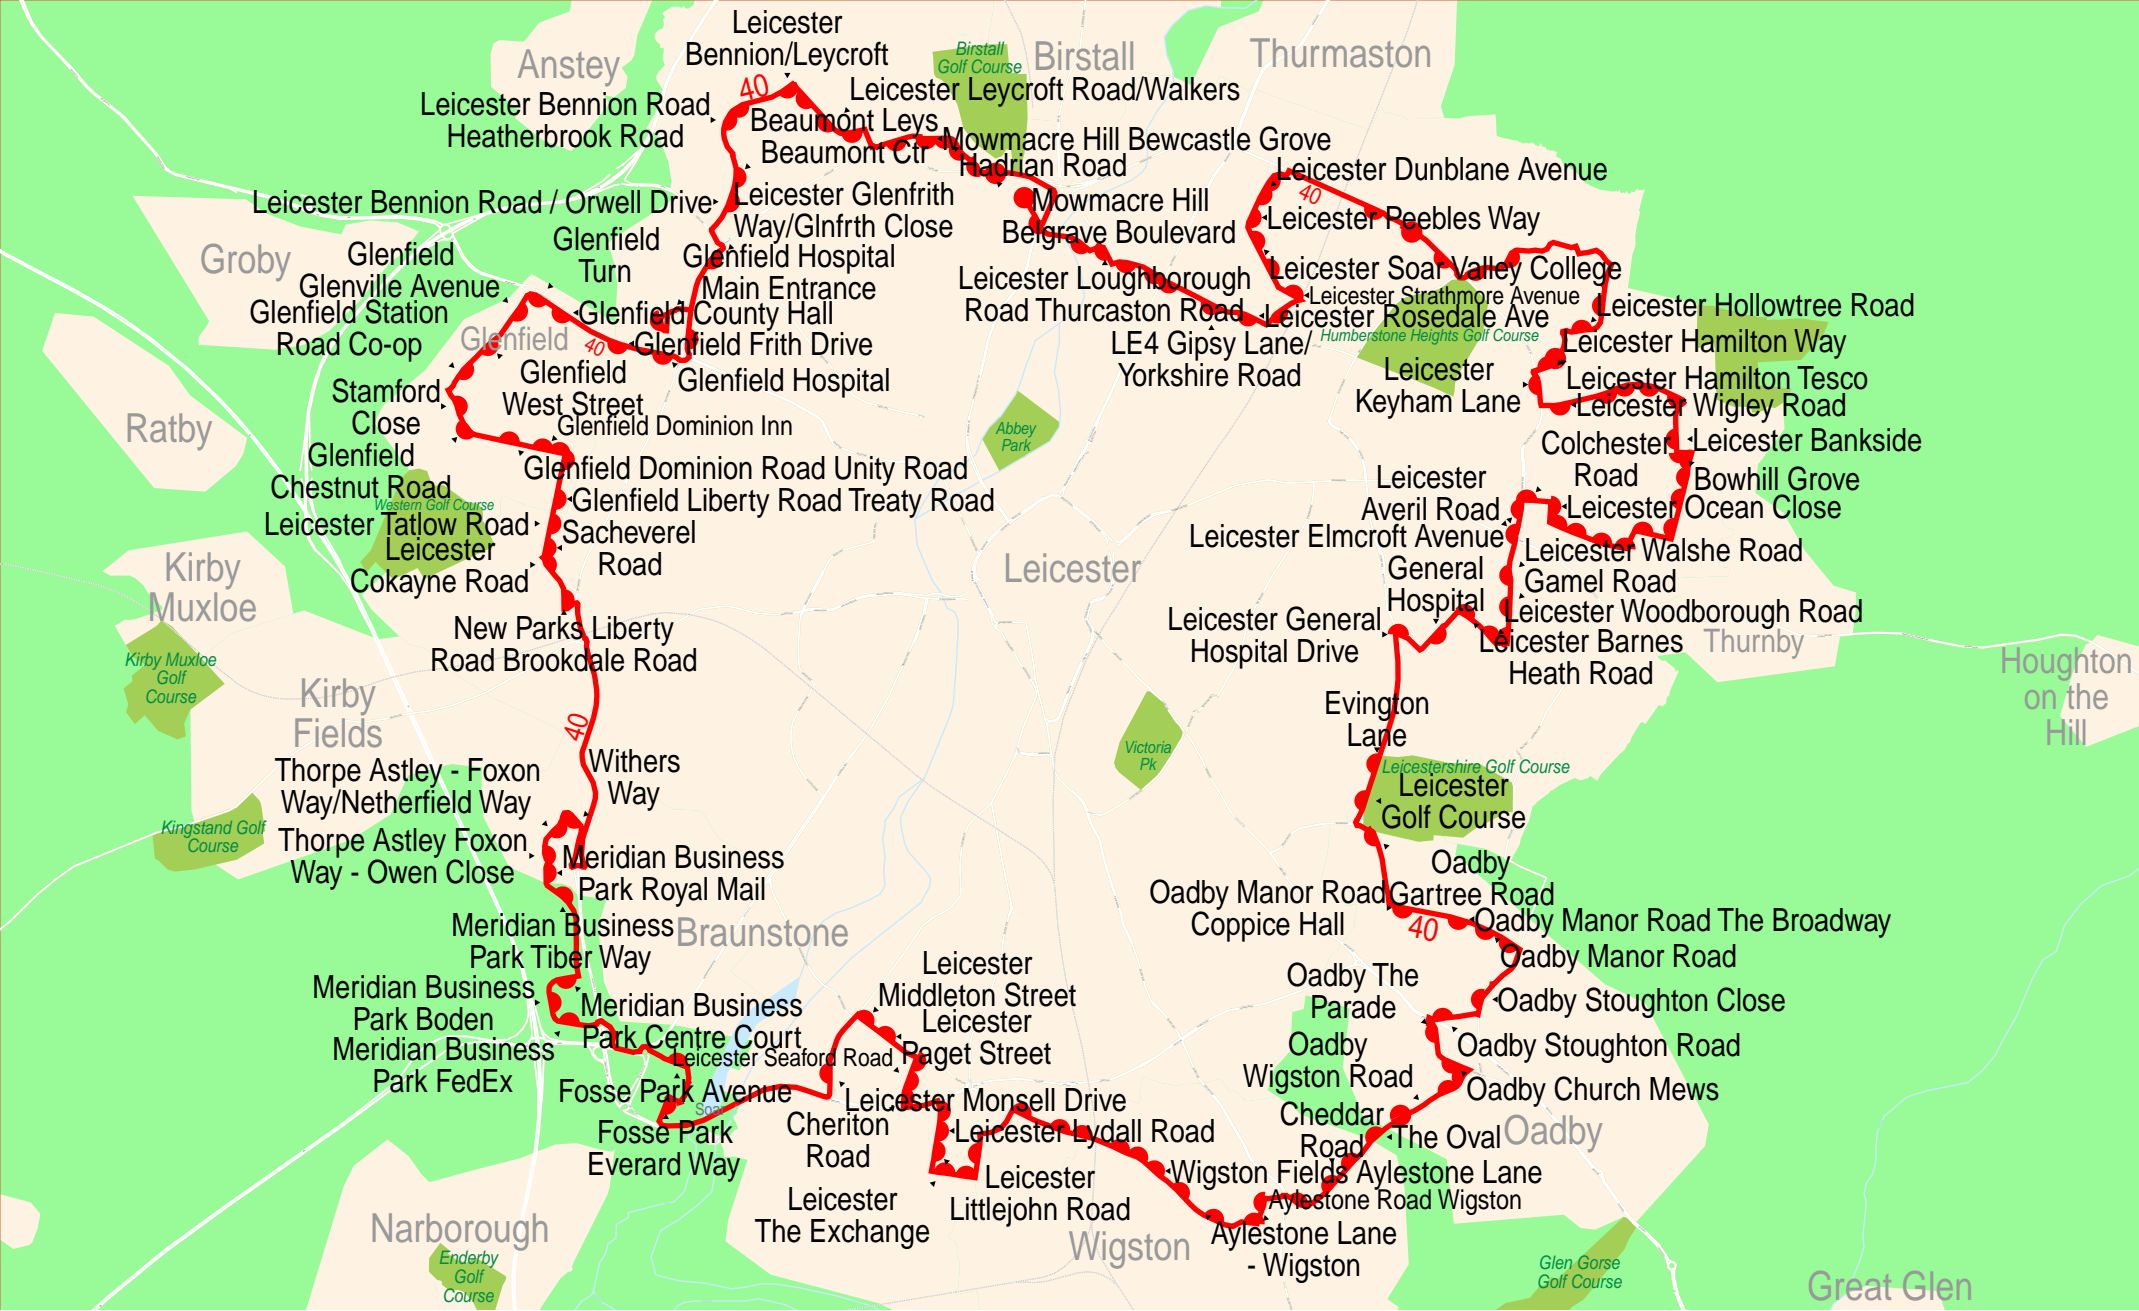 Leicester
Bennion/Leycroft
Anstey
Birstall
Golf Course
Birstall
Thurmaston
40
Leicester Leycroft Road/Walkers
Leicester Bennion Road
Heatherbrook Road
Beaumont Leys
Beaumont Ctr
Mowmacre Hill Bewcastle Grove
Hadrian Road
Leicester Dunblane Avenue
40
Leicester Bennion Road / Orwell Drive
Leicester Glenfrith
Way/Glnfrth Close
Mowmacre Hill
Belgrave Boulevard
Leicester Peebles Way
Groby
Glenfield
Glenville Avenue
Glenfield
Turn
Glenfield Hospital
Main Entrance
Leicester Loughborough
Road Thurcaston Road
Leicester Soar Valley College
Leicester Strathmore Avenue
Leicester Rosedale Ave
Leicester Hollowtree Road
Glenfield Station
Road Co-op
Glenfield
Glenfield County Hall
40
Glenfield Frith Drive
Glenfield Hospital
LE4 Gipsy Lane/
Yorkshire Road
Humberstone Heights Golf Course
Leicester Hamilton Way
Leicester
Keyham Lane
Leicester Hamilton Tesco
Leicester Wigley Road
Stamford
Close
Glenfield
West Street
Glenfield Dominion Inn
Ratby
Abbey
Park
Colchester
Road
Leicester Bankside
Glenfield
Chestnut Road
Glenfield Dominion Road Unity Road
Glenfield Liberty Road Treaty Road
Bowhill Grove
Western Golf Course
Leicester
Averil Road
Leicester Ocean Close
Leicester Tatlow Road
Sacheverel
Road
Leicester Elmcroft Avenue
Leicester
Cokayne Road
Kirby
Muxloe
Leicester
General
Hospital
Leicester Walshe Road
Gamel Road
Leicester Woodborough Road
New Parks Liberty
Road Brookdale Road
Leicester General
Hospital Drive
Leicester Barnes
Heath Road
Thurnby
Houghton
on the
Hill
Kirby Muxloe
Golf
Course
Kirby
Fields
40
Evington
Lane
Victoria
Pk
Leicestershire Golf Course
Leicester
Golf Course
Withers
Way
Thorpe Astley - Foxon
Way/Netherfield Way
Kingstand Golf
Course
Thorpe Astley Foxon
Way - Owen Close
Meridian Business
Park Royal Mail
Oadby
Gartree Road
Oadby Manor Road
Coppice Hall
40
Oadby Manor Road The Broadway
Oadby Manor Road
Meridian Business
Park Tiber Way
Braunstone
Leicester
Middleton Street
Oadby The
Parade
Oadby Stoughton Close
Meridian Business
Park Boden
Meridian Business
Park Centre Court
Leicester
Paget Street
Leicester Seaford Road
Oadby Stoughton Road
Meridian Business
Park FedEx
Oadby
Wigston Road
Oadby Church Mews
Fosse Park Avenue
Soar
Leicester Monsell Drive
Cheddar
Road
The Oval
Oadby
Fosse Park
Everard Way
Cheriton
Road
Leicester Lydall Road
Wigston Fields Aylestone Lane
Aylestone Road Wigston
Leicester
The Exchange
Leicester
Littlejohn Road
Aylestone Lane
- Wigston
Narborough
Wigston
Enderby
Golf
Course
Glen Gorse
Golf Course
Great Glen